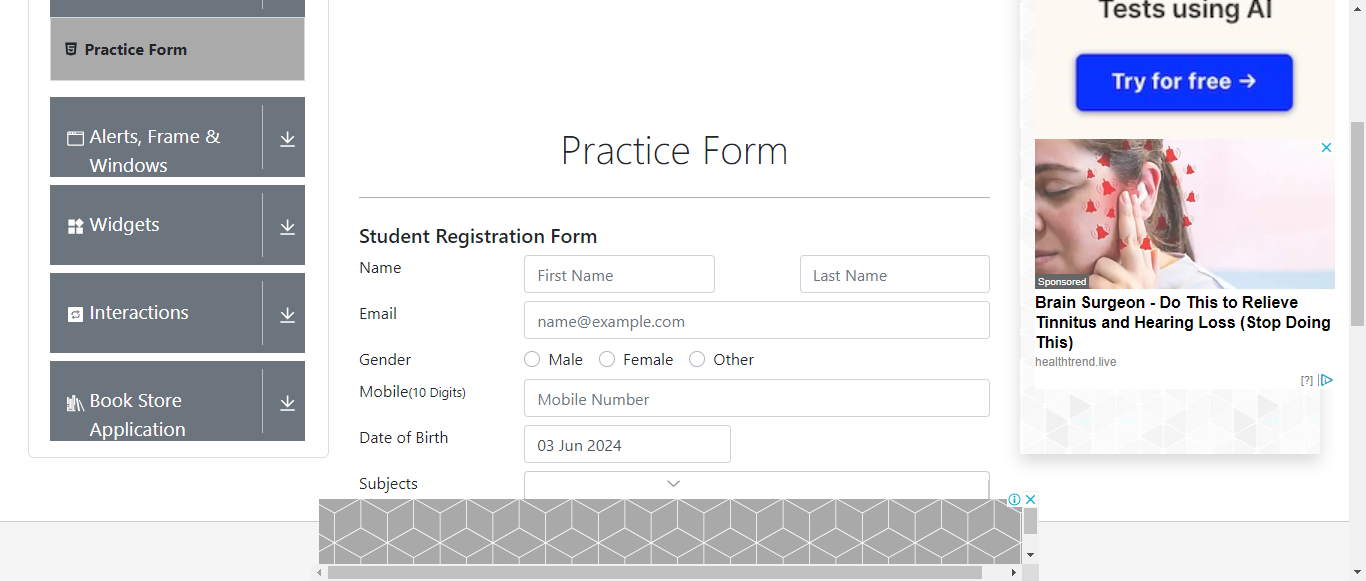 Practice Form
Alerts, Frame &
Windows
Widgets
Interactions
Book Store
Application
Practice Form
Student Registration Form
Name
First Name
Last Name
Email
name@example.com
Gender
Male
Female
Other
Mobile(10 Digits)
Mobile Number
Date of Birth
03 Jun 2024
Subjects
Tests using AI
Try for free →
Sponsored
Brain Surgeon - Do This to Relieve
Tinnitus and Hearing Loss (Stop Doing
This)
healthtrend.live
[?]